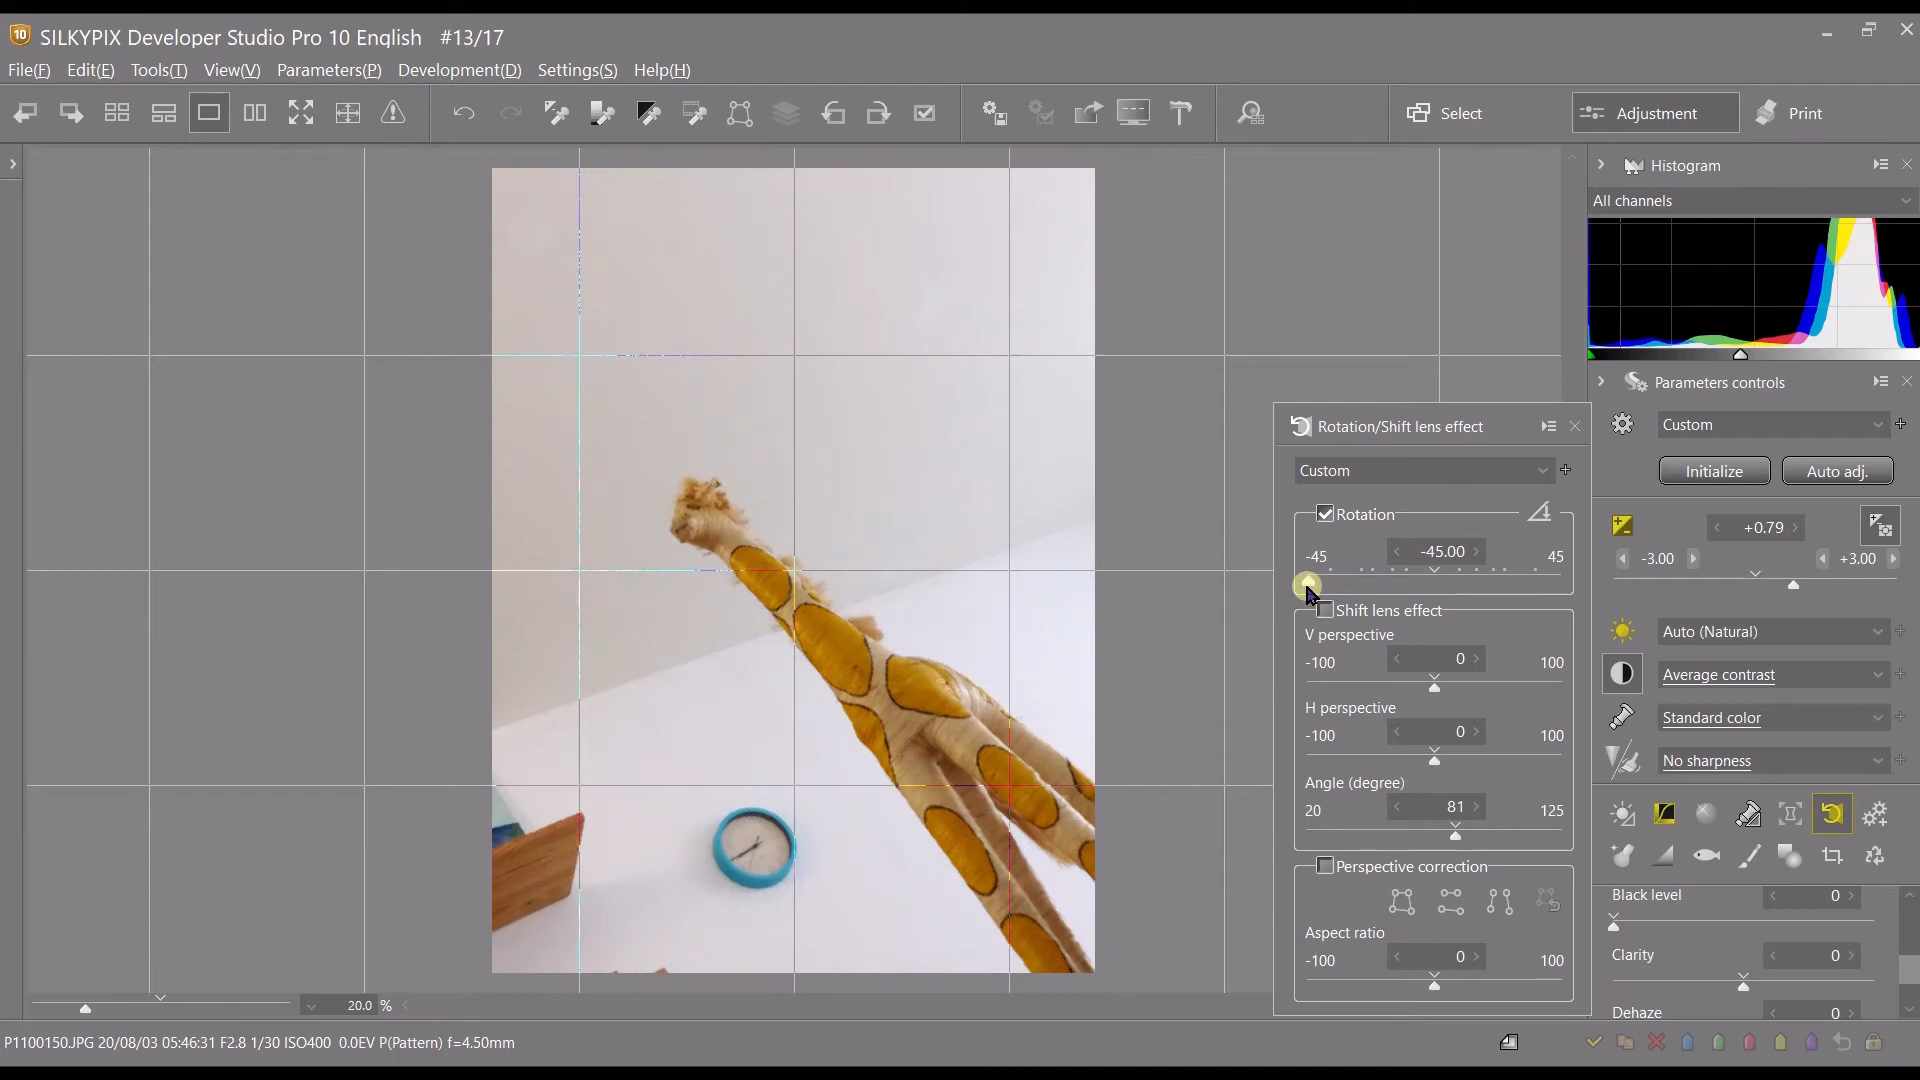 SILKYPIX Developer Studio Pro 10 English #13/17
File(F) Edit(E) Tools(T) View(V) Parameters(P) Development(D) Settings(S) Help(H)
Select Adjustment Print
Histogram
All channels
Parameters controls
Custom
Initialize Auto adj.
+0.79
-3.00 +3.00
Auto (Natural)
Average contrast
Standard color
No sharpness
Black level 0
Clarity 0
Dehaze 0
Rotation/Shift lens effect
Custom
Rotation
-45 -45.00 45
Shift lens effect
V perspective
-100 0 100
H perspective
-100 0 100
Angle (degree)
20 81 125
Perspective correction
Aspect ratio
-100 0 100
20.0 %
P1100150.JPG 20/08/03 05:46:31 F2.8 1/30 ISO400 0.0EV P(Pattern) f=4.50mm